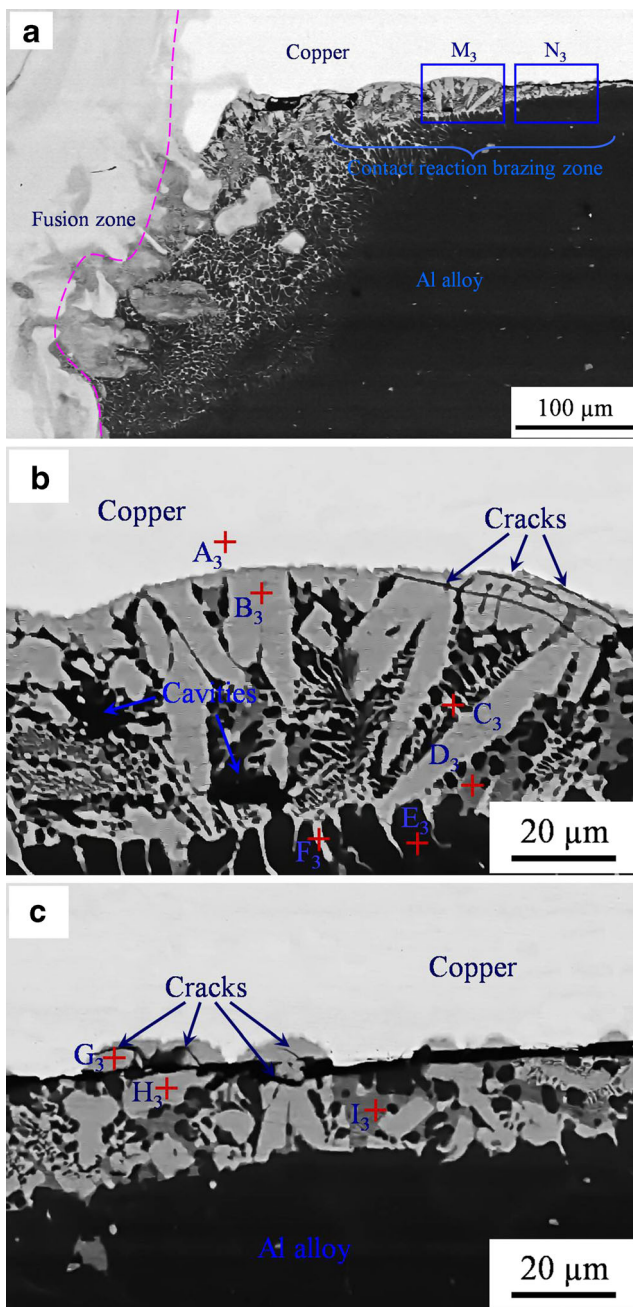 a
M₃
N₃
Copper
Contact reaction brazing zone
Fusion zone
Al alloy
100 μm
b
Copper
Cracks
A₃
B₃
Cavities
C₃
D₃
E₃
F₃
20 μm
c
Copper
Cracks
G₃
H₃
I₃
Al alloy
20 μm